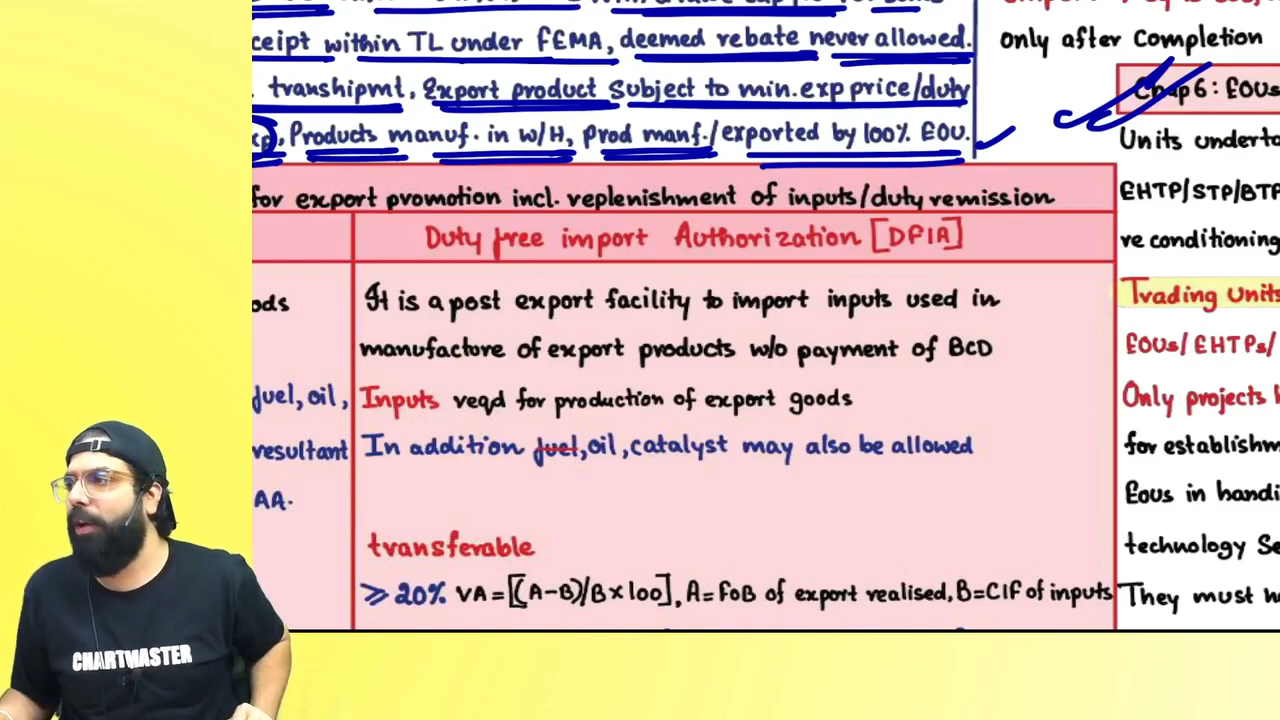 ceipt within TL under FEMA, deemed rebate never allowed.
transhipmt, Export product Subject to min.exp price/duty
Products manuf. in w/H, Prod manf./exported by 100% EOU.
only after Completion
Chap 6: EOUs
Units underta
EHTP/STP/BTP
re conditioning
Trading Units
EOUs/EHTPs/
Only projects
for establishm
Eous in handi
technology Se
They must h
for export promotion incl. replenishment of inputs/duty remission
Duty free import Authorization [DFIA]
ods
fuel, oil,
resultant
AA.
It is a post export facility to import inputs used in
manufacture of export products w/o payment of BCD
Inputs reqd for production of export goods
In addition fuel, oil, catalyst may also be allowed
transferable
≥ 20% VA = [(A-B)/B x 100], A = FOB of export realised, B = CIF of inputs
CHARTMASTER